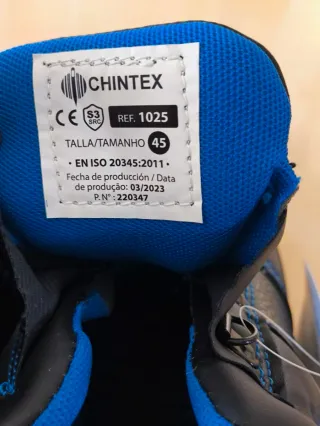 CHINTEX
CE S3 SRC REF. 1025
TALLA/TAMANHO 45
· EN ISO 20345:2011 ·
Fecha de producción / Data
de produção: 03/2023
P. N° : 220347